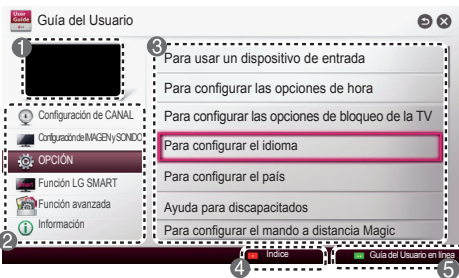 User
Guide
Guía del Usuario
1
3
Para usar un dispositivo de entrada
Para configurar las opciones de hora
Configuración de CANAL
Para configurar las opciones de bloqueo de la TV
Configuración de IMAGEN y SONIDO
Para configurar el idioma
OPCIÓN
Para configurar el país
Función LG SMART
Función avanzada
Ayuda para discapacitados
2
Información
Para configurar el mando a distancia Magic
4
Indice
Guía del Usuario en línea
5